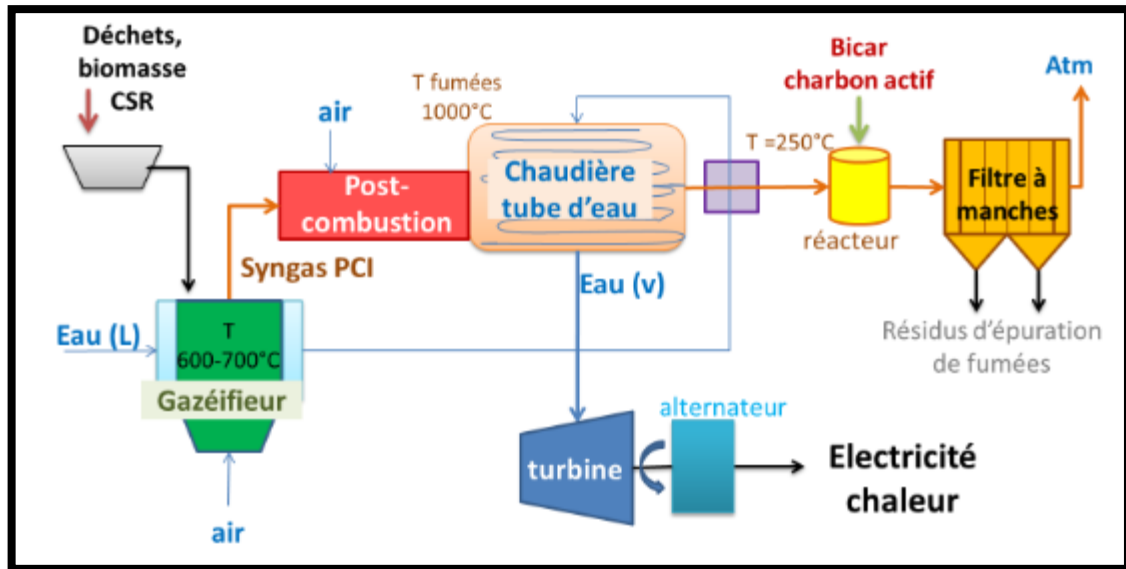 Déchets,
biomasse
CSR
air
T fumées
1000°C
Post-
combustion
Chaudière
tube d'eau
Bicar
charbon actif
T =250°C
réacteur
Atm
Filtre à
manches
Résidus d'épuration
de fumées
Syngas PCI
Eau (v)
Eau (L)
T
600-700°C
Gazéifieur
air
turbine
alternateur
Electricité
chaleur